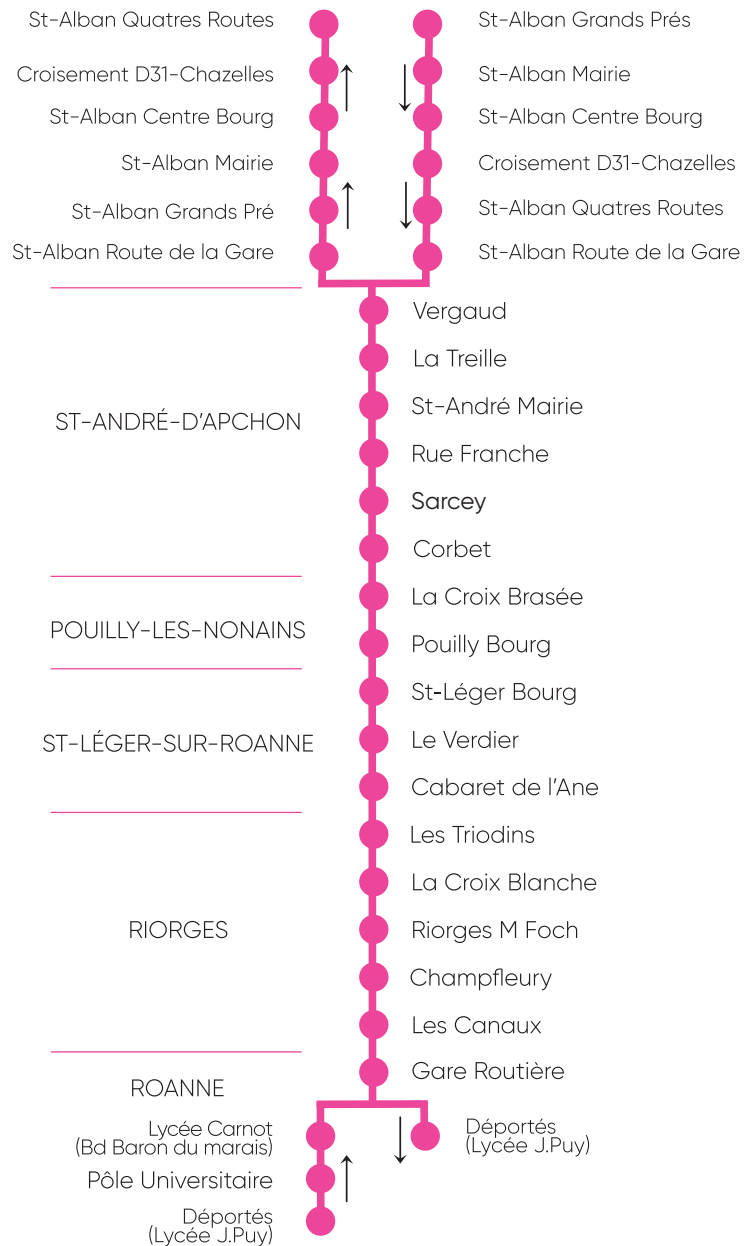 St-Alban Quatres Routes
St-Alban Grands Prés
Croisement D31-Chazelles
St-Alban Mairie
St-Alban Centre Bourg
St-Alban Centre Bourg
St-Alban Mairie
Croisement D31-Chazelles
St-Alban Grands Pré
St-Alban Quatres Routes
St-Alban Route de la Gare
St-Alban Route de la Gare
Vergaud
La Treille
St-André Mairie
ST-ANDRÉ-D'APCHON
Rue Franche
Sarcey
Corbet
La Croix Brasée
POUILLY-LES-NONAINS
Pouilly Bourg
St-Léger Bourg
ST-LÉGER-SUR-ROANNE
Le Verdier
Cabaret de l'Ane
Les Triodins
La Croix Blanche
RIORGES
Riorges M Foch
Champfleury
Les Canaux
Gare Routière
ROANNE
Lycée Carnot
(Bd Baron du marais)
Déportés
(Lycée J.Puy)
Pôle Universitaire
Déportés
(Lycée J.Puy)